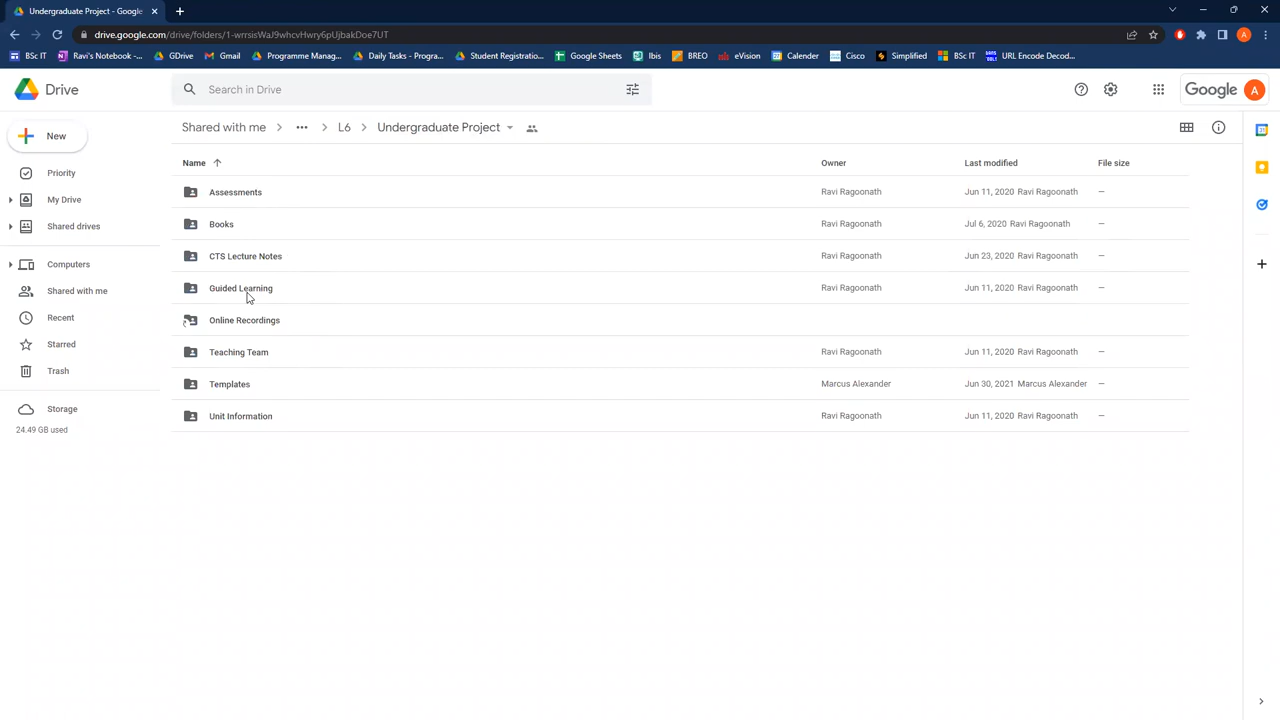 Undergraduate Project - Google
drive.google.com/drive/folders/1-wrrsisWaJ9whcvHwry6pUjbakDoe7UT
BSc IT Ravi's Notebook -... GDrive Gmail Programme Manag... Daily Tasks - Progra... Student Registratio... Google Sheets Ibis BREO eVision Calender Cisco Simplified BSC IT URL Encode Decod...
Drive
Search in Drive
Google A
New
Shared with me ... L6 Undergraduate Project
Name Owner Last modified File size
Priority
My Drive
Shared drives
Computers
Shared with me
Recent
Starred
Trash
Storage
24.49 GB used
Assessments Ravi Ragoonath Jun 11, 2020 Ravi Ragoonath —
Books Ravi Ragoonath Jul 6, 2020 Ravi Ragoonath —
CTS Lecture Notes Ravi Ragoonath Jun 23, 2020 Ravi Ragoonath —
Guided Learning Ravi Ragoonath Jun 11, 2020 Ravi Ragoonath —
Online Recordings
Teaching Team Ravi Ragoonath Jun 11, 2020 Ravi Ragoonath —
Templates Marcus Alexander Jun 30, 2021 Marcus Alexander —
Unit Information Ravi Ragoonath Jun 11, 2020 Ravi Ragoonath —